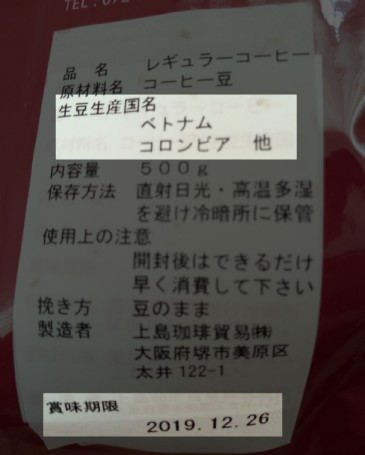 TEL:072
品名 レギュラーコーヒー
原材料名 コーヒー豆
生豆生産国名
ベトナム
コロンビア 他
内容量 500g
保存方法 直射日光・高温多湿
を避け冷暗所に保管
使用上の注意
開封後はできるだけ
早く消費して下さい
挽き方 豆のまま
製造者 上島珈琲貿易㈱
大阪府堺市美原区
太井122-1
賞味期限
2019.12.26